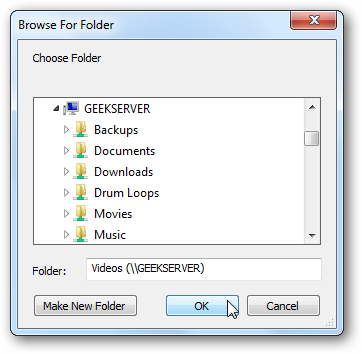 Browse For Folder
Choose Folder
GEEKSERVER
Backups
Documents
Downloads
Drum Loops
Movies
Music
Folder: Videos (\\GEEKSERVER)
Make New Folder OK Cancel